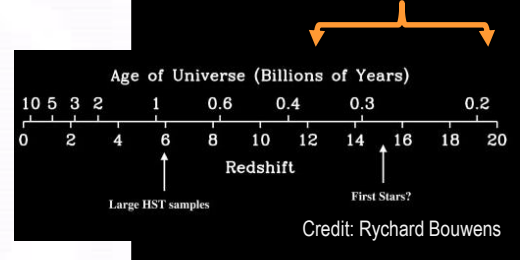 Age of Universe (Billions of Years)
10 5 3 2 1 0.6 0.4 0.3 0.2
0 2 4 6 8 10 12 14 16 18 20
Redshift
Large HST samples
First Stars?
Credit: Rychard Bouwens